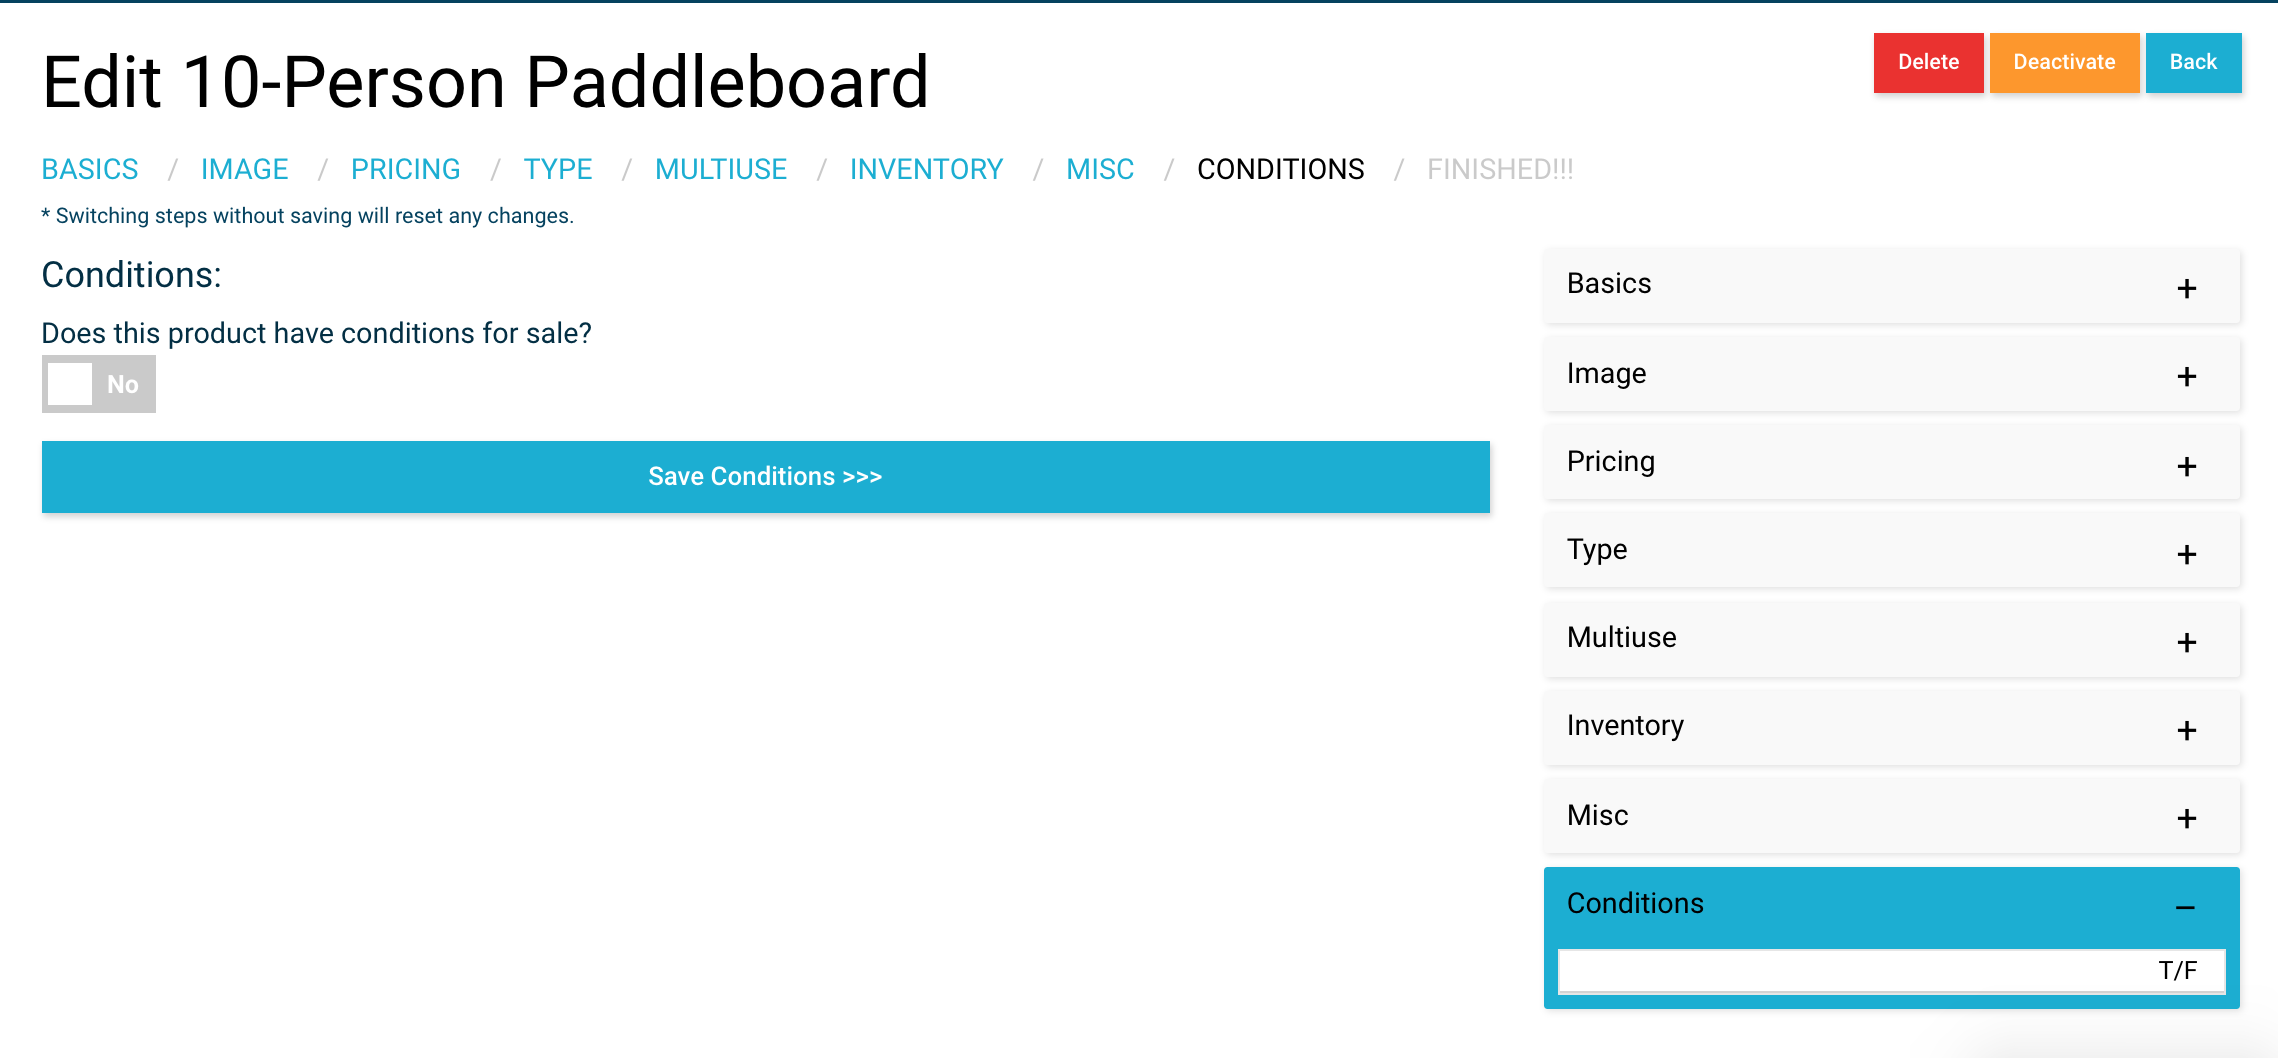 Edit 10-Person Paddleboard
Delete
Deactivate
Back
BASICS / IMAGE / PRICING / TYPE / MULTIUSE / INVENTORY / MISC / CONDITIONS / FINISHED!!!
* Switching steps without saving will reset any changes.
Conditions:
Does this product have conditions for sale?
No
Save Conditions >>>
Basics +
Image +
Pricing +
Type +
Multiuse +
Inventory +
Misc +
Conditions –
T/F